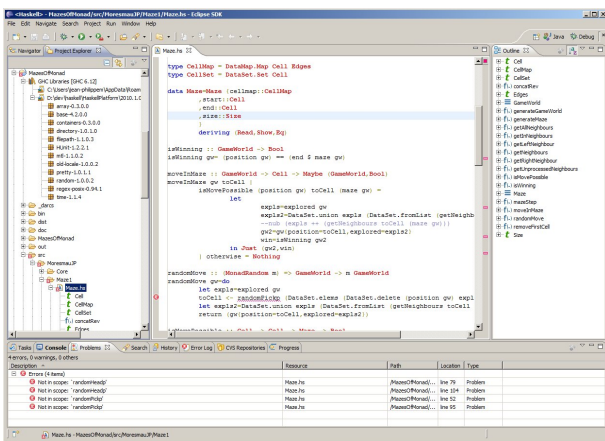 <Haskell> - MazesOfMonad/src/MoresmauJP/Maze1/Maze.hs - Eclipse SDK
File Edit Navigate Search Project Run Window Help
Java Debug
Navigator Project Explorer
MazesOfMonad
GHC Libraries [GHC 6.12]
array-0.3.0.0
base-4.2.0.0
containers-0.3.0.0
directory-1.0.1.0
filepath-1.1.0.3
HUnit-1.2.2.1
mtl-1.1.0.2
old-locale-1.0.0.2
pretty-1.0.1.1
random-1.0.0.2
regex-posix-0.94.1
time-1.1.4
_darcs
bin
dist
doc
MazesOfMonad
out
src
MoresmauJP
Core
Maze1
Maze.hs
Cell
CellMap
CellSet
concatRev
Edges
Maze.hs
type CellMap = DataMap.Map Cell Edges
type CellSet = DataSet.Set Cell
data Maze=Maze {cellmap::CellMap
,start::Cell
,end::Cell
,size::Size
}
deriving (Read,Show,Eq)
isWinning :: GameWorld -> Bool
isWinning gw= (position gw) == (end $ maze gw)
moveInMaze :: GameWorld -> Cell -> Maybe (GameWorld,Bool)
moveInMaze gw toCell |
isMovePossible (position gw) toCell (maze gw) =
let
expls=explored gw
expls2=DataSet.union expls (DataSet.fromList (getNeighb
--nub (expls ++ (getNeighbours toCell (maze gw)))
gw2=gw{position=toCell,explored=expls2}
win=isWinning gw2
in Just (gw2,win)
| otherwise = Nothing
randomMove :: (MonadRandom m) => GameWorld -> m GameWorld
randomMove gw=do
let expls=explored gw
toCell <- randomPickp (DataSet.elems (DataSet.delete (position gw) expl
let expls2=DataSet.union expls (DataSet.fromList (getNeighbours toCell
return (gw{position=toCell,explored=expls2})
Outline
Cell
CellMap
CellSet
concatRev
Edges
GameWorld
generateGameWorld
generateMaze
getAllNeighbours
getInNeighbours
getLeftNeighbour
getNeighbours
getRightNeighbour
getUnprocessedNeighbours
isMovePossible
isWinning
Maze
mazeStep
moveInMaze
randomMove
removeFirstCell
Size
Tasks Console Problems Search History Error Log CVS Repositories Progress
4 errors, 0 warnings, 0 others
Description Resource Path Location Type
Errors (4 items)
Not in scope: `randomHeadp' Maze.hs /MazesOfMonad/... line 79 Problem
Not in scope: `randomHeadp' Maze.hs /MazesOfMonad/... line 104 Problem
Not in scope: `randomPickp' Maze.hs /MazesOfMonad/... line 52 Problem
Not in scope: `randomPickp' Maze.hs /MazesOfMonad/... line 95 Problem
Maze.hs - MazesOfMonad/src/MoresmauJP/Maze1